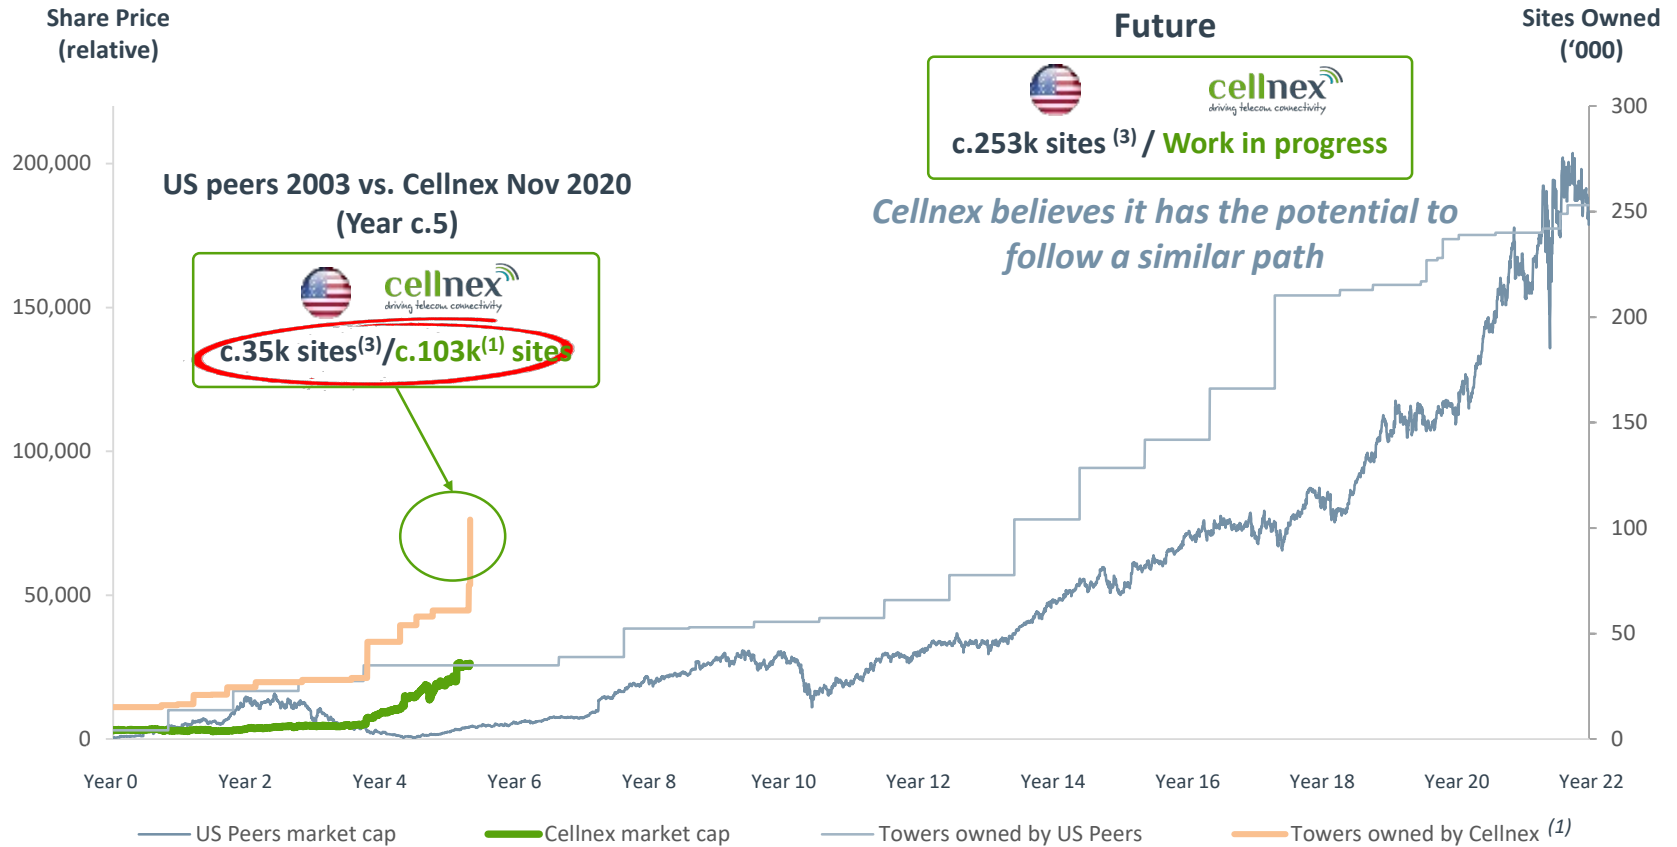 Share Price
(relative)
Future
Sites Owned
(‘000)
cellnex
driving telecom connectivity
c.253k sites (3) / Work in progress
Cellnex believes it has the potential to
follow a similar path
US peers 2003 vs. Cellnex Nov 2020
(Year c.5)
cellnex
driving telecom connectivity
c.35k sites(3)/c.103k(1) sites
200,000
150,000
100,000
50,000
0
300
250
200
150
100
50
0
Year 0 Year 2 Year 4 Year 6 Year 8 Year 10 Year 12 Year 14 Year 16 Year 18 Year 20 Year 22
US Peers market cap Cellnex market cap Towers owned by US Peers Towers owned by Cellnex (1)